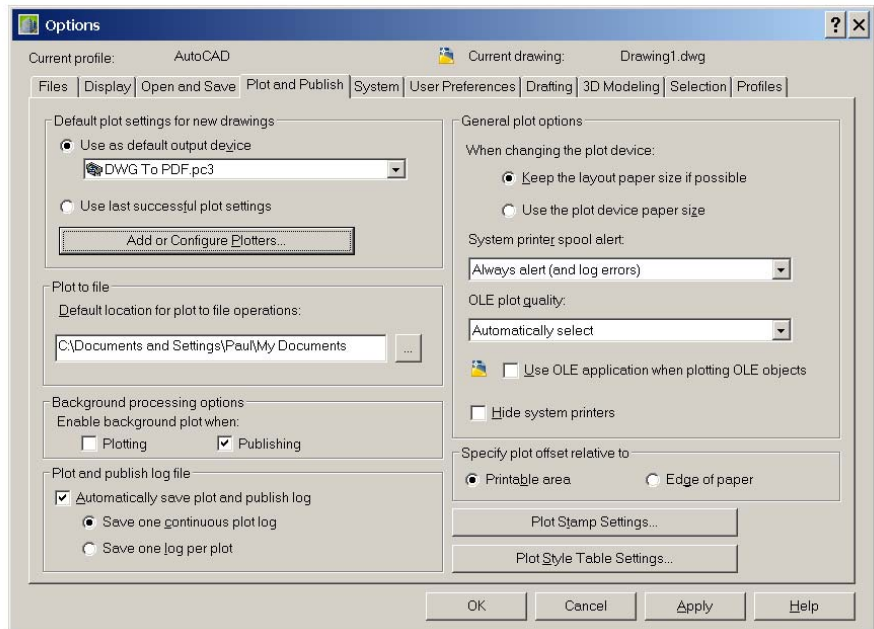 Options
Current profile: AutoCAD Current drawing: Drawing1.dwg
Files Display Open and Save Plot and Publish System User Preferences Drafting 3D Modeling Selection Profiles
Default plot settings for new drawings
Use as default output device
DWG To PDF.pc3
Use last successful plot settings
Add or Configure Plotters...
Plot to file
Default location for plot to file operations:
C:\Documents and Settings\Paul\My Documents
...
Background processing options
Enable background plot when:
Plotting Publishing
Plot and publish log file
Automatically save plot and publish log
Save one continuous plot log
Save one log per plot
General plot options
When changing the plot device:
Keep the layout paper size if possible
Use the plot device paper size
System printer spool alert:
Always alert (and log errors)
OLE plot quality:
Automatically select
Use OLE application when plotting OLE objects
Hide system printers
Specify plot offset relative to
Printable area Edge of paper
Plot Stamp Settings...
Plot Style Table Settings...
OK Cancel Apply Help